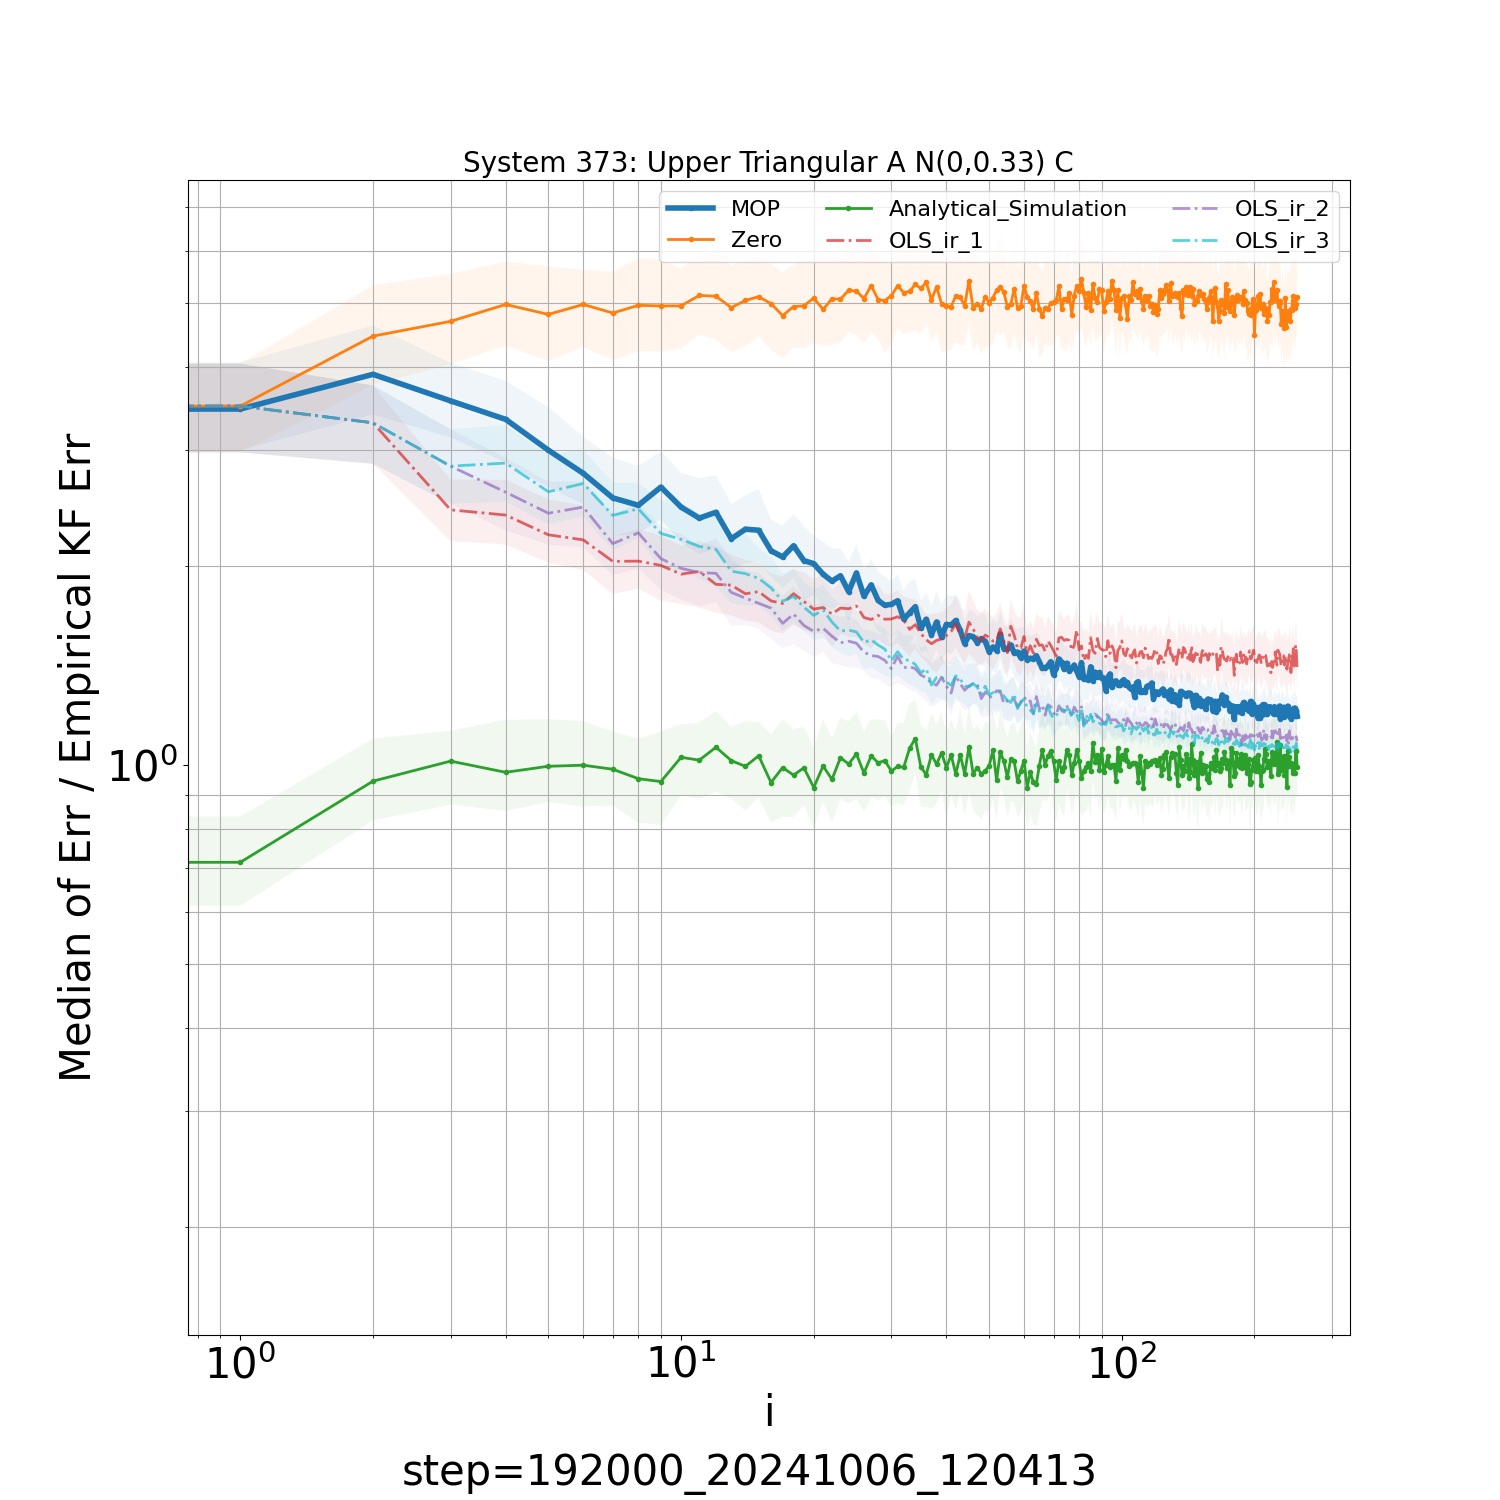 System 373: Upper Triangular A N(0,0.33) C
MOP
Zero
Analytical_Simulation
OLS_ir_1
OLS_ir_2
OLS_ir_3
Median of Err / Empirical KF Err
10⁰
10⁰ 10¹ 10²
i
step=192000_20241006_120413